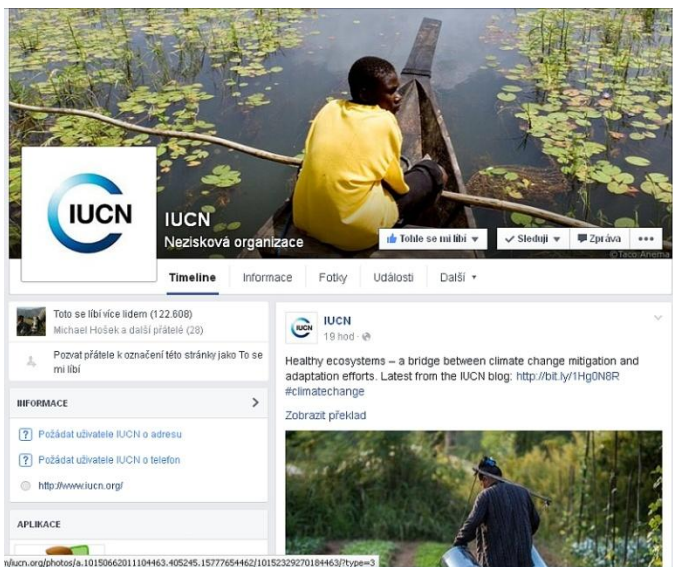 IUCN
IUCN
Nezisková organizace
Tohle se mi líbí
Sleduji
Zpráva
©Taco Anema
Timeline
Informace
Fotky
Události
Další
Toto se líbí více lidem (122.608)
Michael Hošek a další přátelé (28)
Pozvat přátele k označení této stránky jako To se
mi líbí
INFORMACE
? Požádat uživatele IUCN o adresu
? Požádat uživatele IUCN o telefon
http://www.iucn.org/
APLIKACE
IUCN
IUCN
19 hod ·
Healthy ecosystems – a bridge between climate change mitigation and
adaptation efforts. Latest from the IUCN blog: http://bit.ly/1Hg0N8R
#climatechange
Zobrazit překlad
n/iucn.org/photos/a.10150662011104463.405245.15777654462/10152329270184463/?type=3